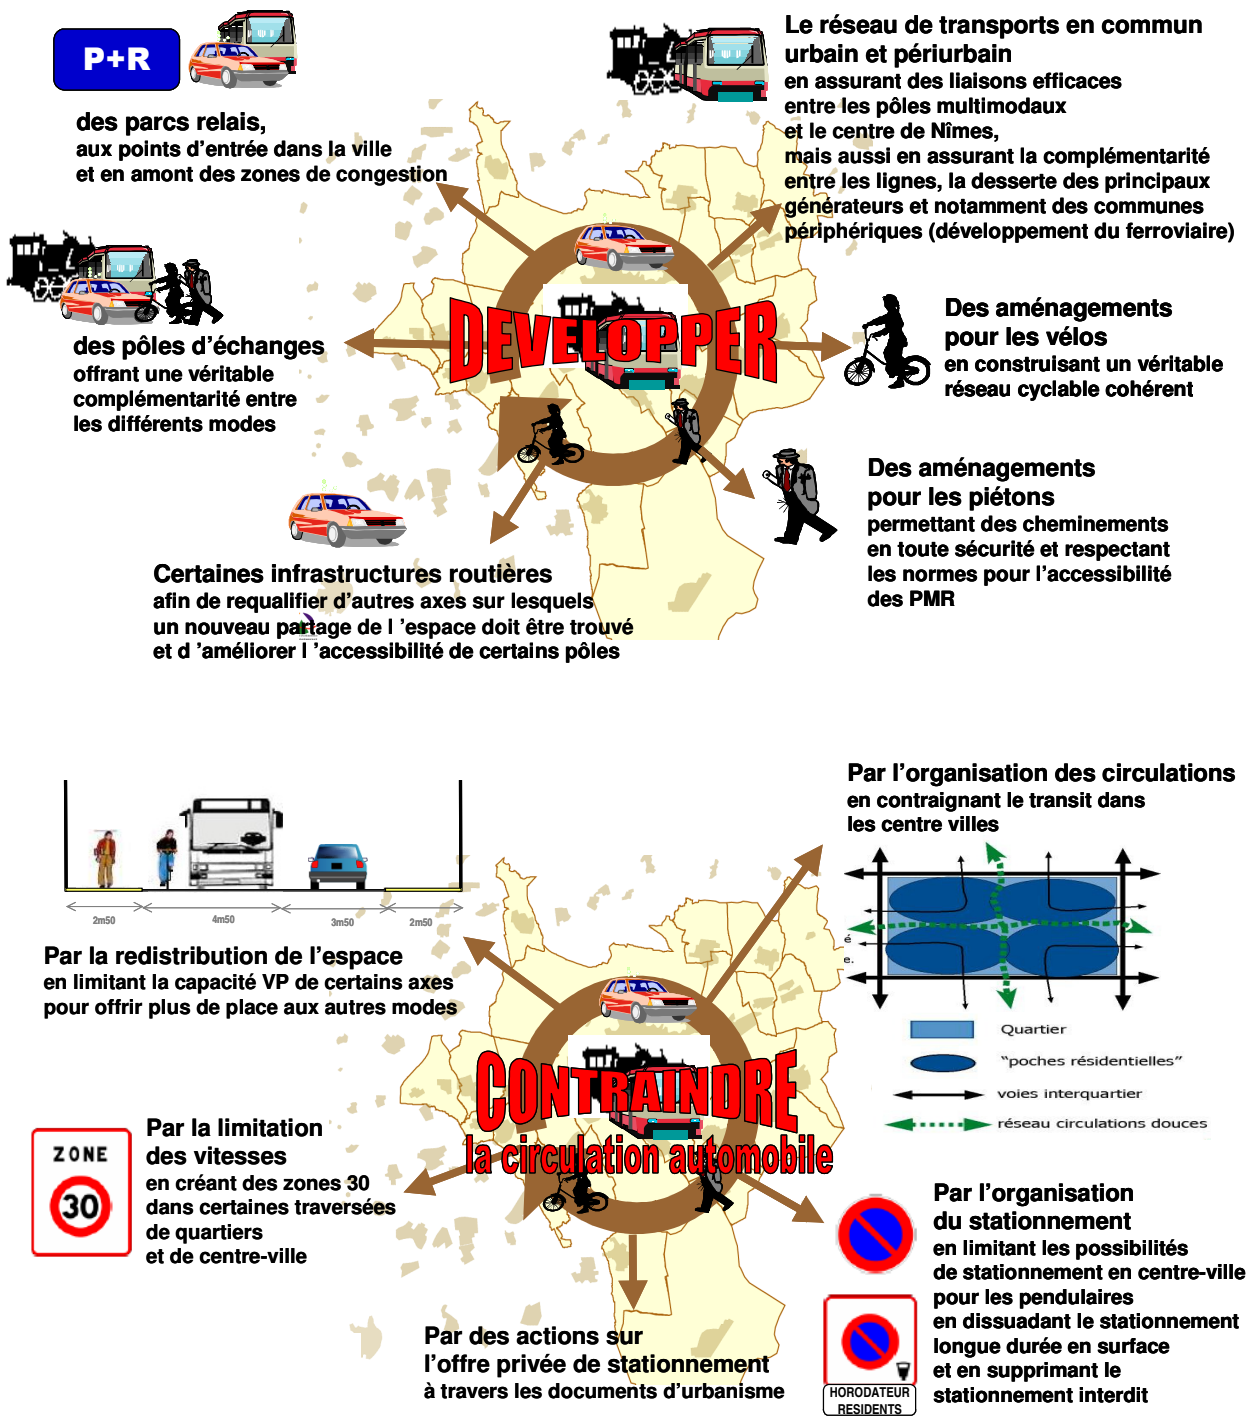 P+R
des parcs relais,
aux points d'entrée dans la ville
et en amont des zones de congestion
Le réseau de transports en commun
urbain et périurbain
en assurant des liaisons efficaces
entre les pôles multimodaux
et le centre de Nîmes,
mais aussi en assurant la complémentarité
entre les lignes, la desserte des principaux
générateurs et notamment des communes
périphériques (développement du ferroviaire)
DEVELOPPER
des pôles d'échanges
offrant une véritable
complémentarité entre
les différents modes
Des aménagements
pour les vélos
en construisant un véritable
réseau cyclable cohérent
Des aménagements
pour les piétons
permettant des cheminements
en toute sécurité et respectant
les normes pour l'accessibilité
des PMR
Certaines infrastructures routières
afin de requalifier d'autres axes sur lesquels
un nouveau partage de l 'espace doit être trouvé
et d 'améliorer l 'accessibilité de certains pôles
Par l'organisation des circulations
en contraignant le transit dans
les centre villes
2m50
4m50
3m50
2m50
Par la redistribution de l'espace
en limitant la capacité VP de certains axes
pour offrir plus de place aux autres modes
é
e.
Quartier
"poches résidentielles"
voies interquartier
réseau circulations douces
CONTRAINDRE
la circulation automobile
ZONE
30
Par la limitation
des vitesses
en créant des zones 30
dans certaines traversées
de quartiers
et de centre-ville
Par l'organisation
du stationnement
en limitant les possibilités
de stationnement en centre-ville
pour les pendulaires
en dissuadant le stationnement
longue durée en surface
et en supprimant le
stationnement interdit
HORODATEUR
RESIDENTS
Par des actions sur
l'offre privée de stationnement
à travers les documents d'urbanisme